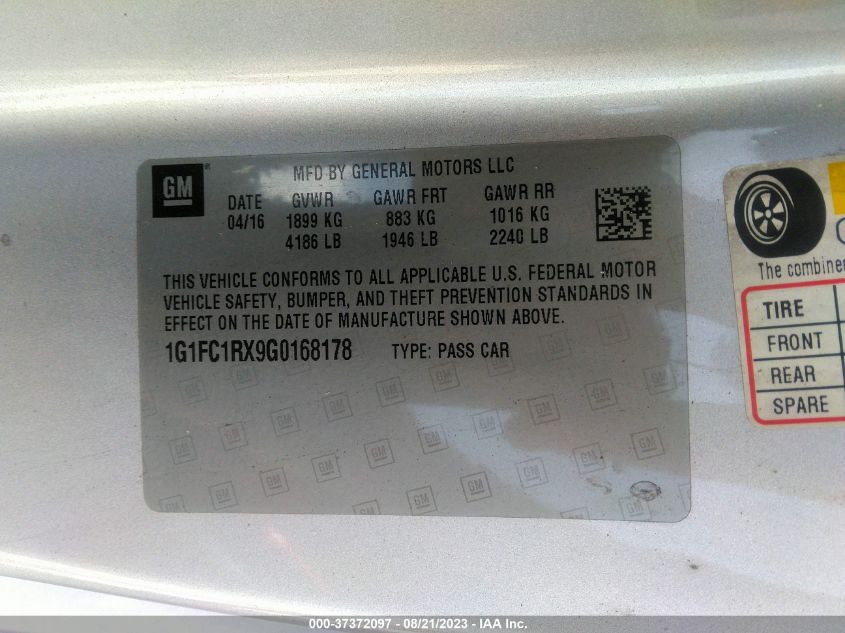 GM
MFD BY GENERAL MOTORS LLC
DATE GVWR GAWR FRT GAWR RR
04/16 1899 KG 883 KG 1016 KG
4186 LB 1946 LB 2240 LB
THIS VEHICLE CONFORMS TO ALL APPLICABLE U.S. FEDERAL MOTOR
VEHICLE SAFETY, BUMPER, AND THEFT PREVENTION STANDARDS IN
EFFECT ON THE DATE OF MANUFACTURE SHOWN ABOVE.
1G1FC1RX9G0168178 TYPE: PASS CAR
The combine
TIRE
FRONT
REAR
SPARE
000-37372097 - 08/21/2023 - IAA Inc.